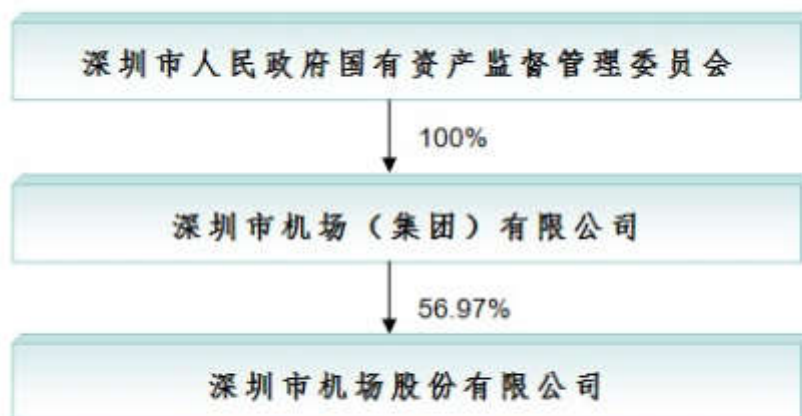 深圳市人民政府国有资产监督管理委员会
100%
深圳市机场（集团）有限公司
56.97%
深圳市机场股份有限公司